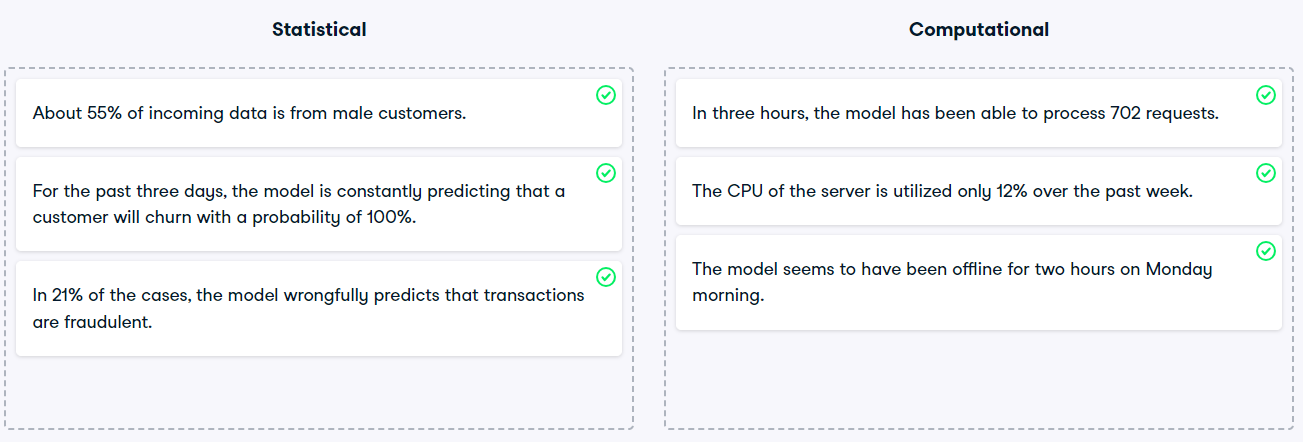 Statistical
About 55% of incoming data is from male customers.
For the past three days, the model is constantly predicting that a
customer will churn with a probability of 100%.
In 21% of the cases, the model wrongfully predicts that transactions
are fraudulent.
Computational
In three hours, the model has been able to process 702 requests.
The CPU of the server is utilized only 12% over the past week.
The model seems to have been offline for two hours on Monday
morning.